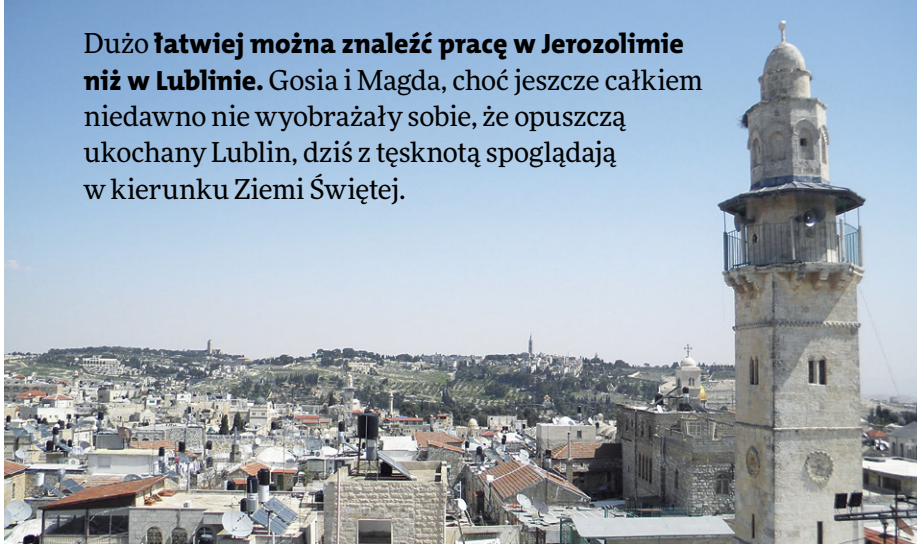 Dużo łatwiej można znaleźć pracę w Jerozolimie
niż w Lublinie. Gosia i Magda, choć jeszcze całkiem
niedawno nie wyobrażały sobie, że opuszczą
ukochany Lublin, dziś z tęsknotą spoglądają
w kierunku Ziemi Świętej.